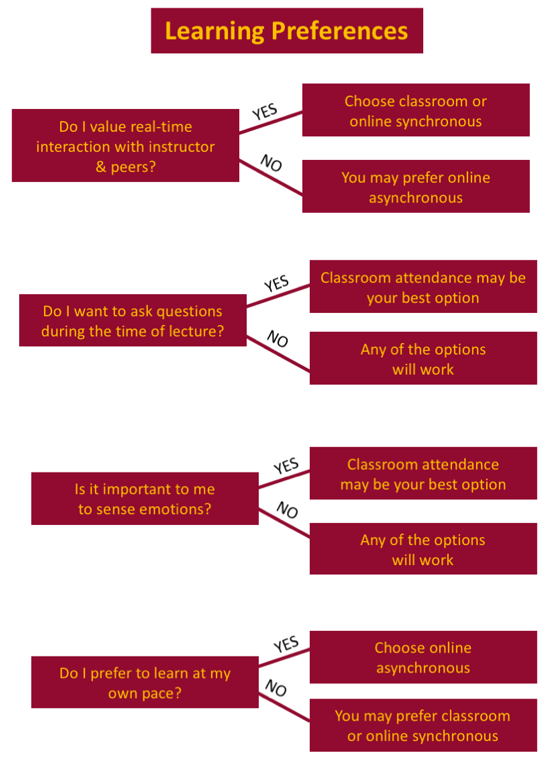 Learning Preferences
Do I value real-time
interaction with instructor
& peers?
YES
Choose classroom or
online synchronous
NO
You may prefer online
asynchronous
Do I want to ask questions
during the time of lecture?
YES
Classroom attendance may be
your best option
NO
Any of the options
will work
Is it important to me
to sense emotions?
YES
Classroom attendance
may be your best option
NO
Any of the options
will work
Do I prefer to learn at my
own pace?
YES
Choose online
asynchronous
NO
You may prefer classroom
or online synchronous